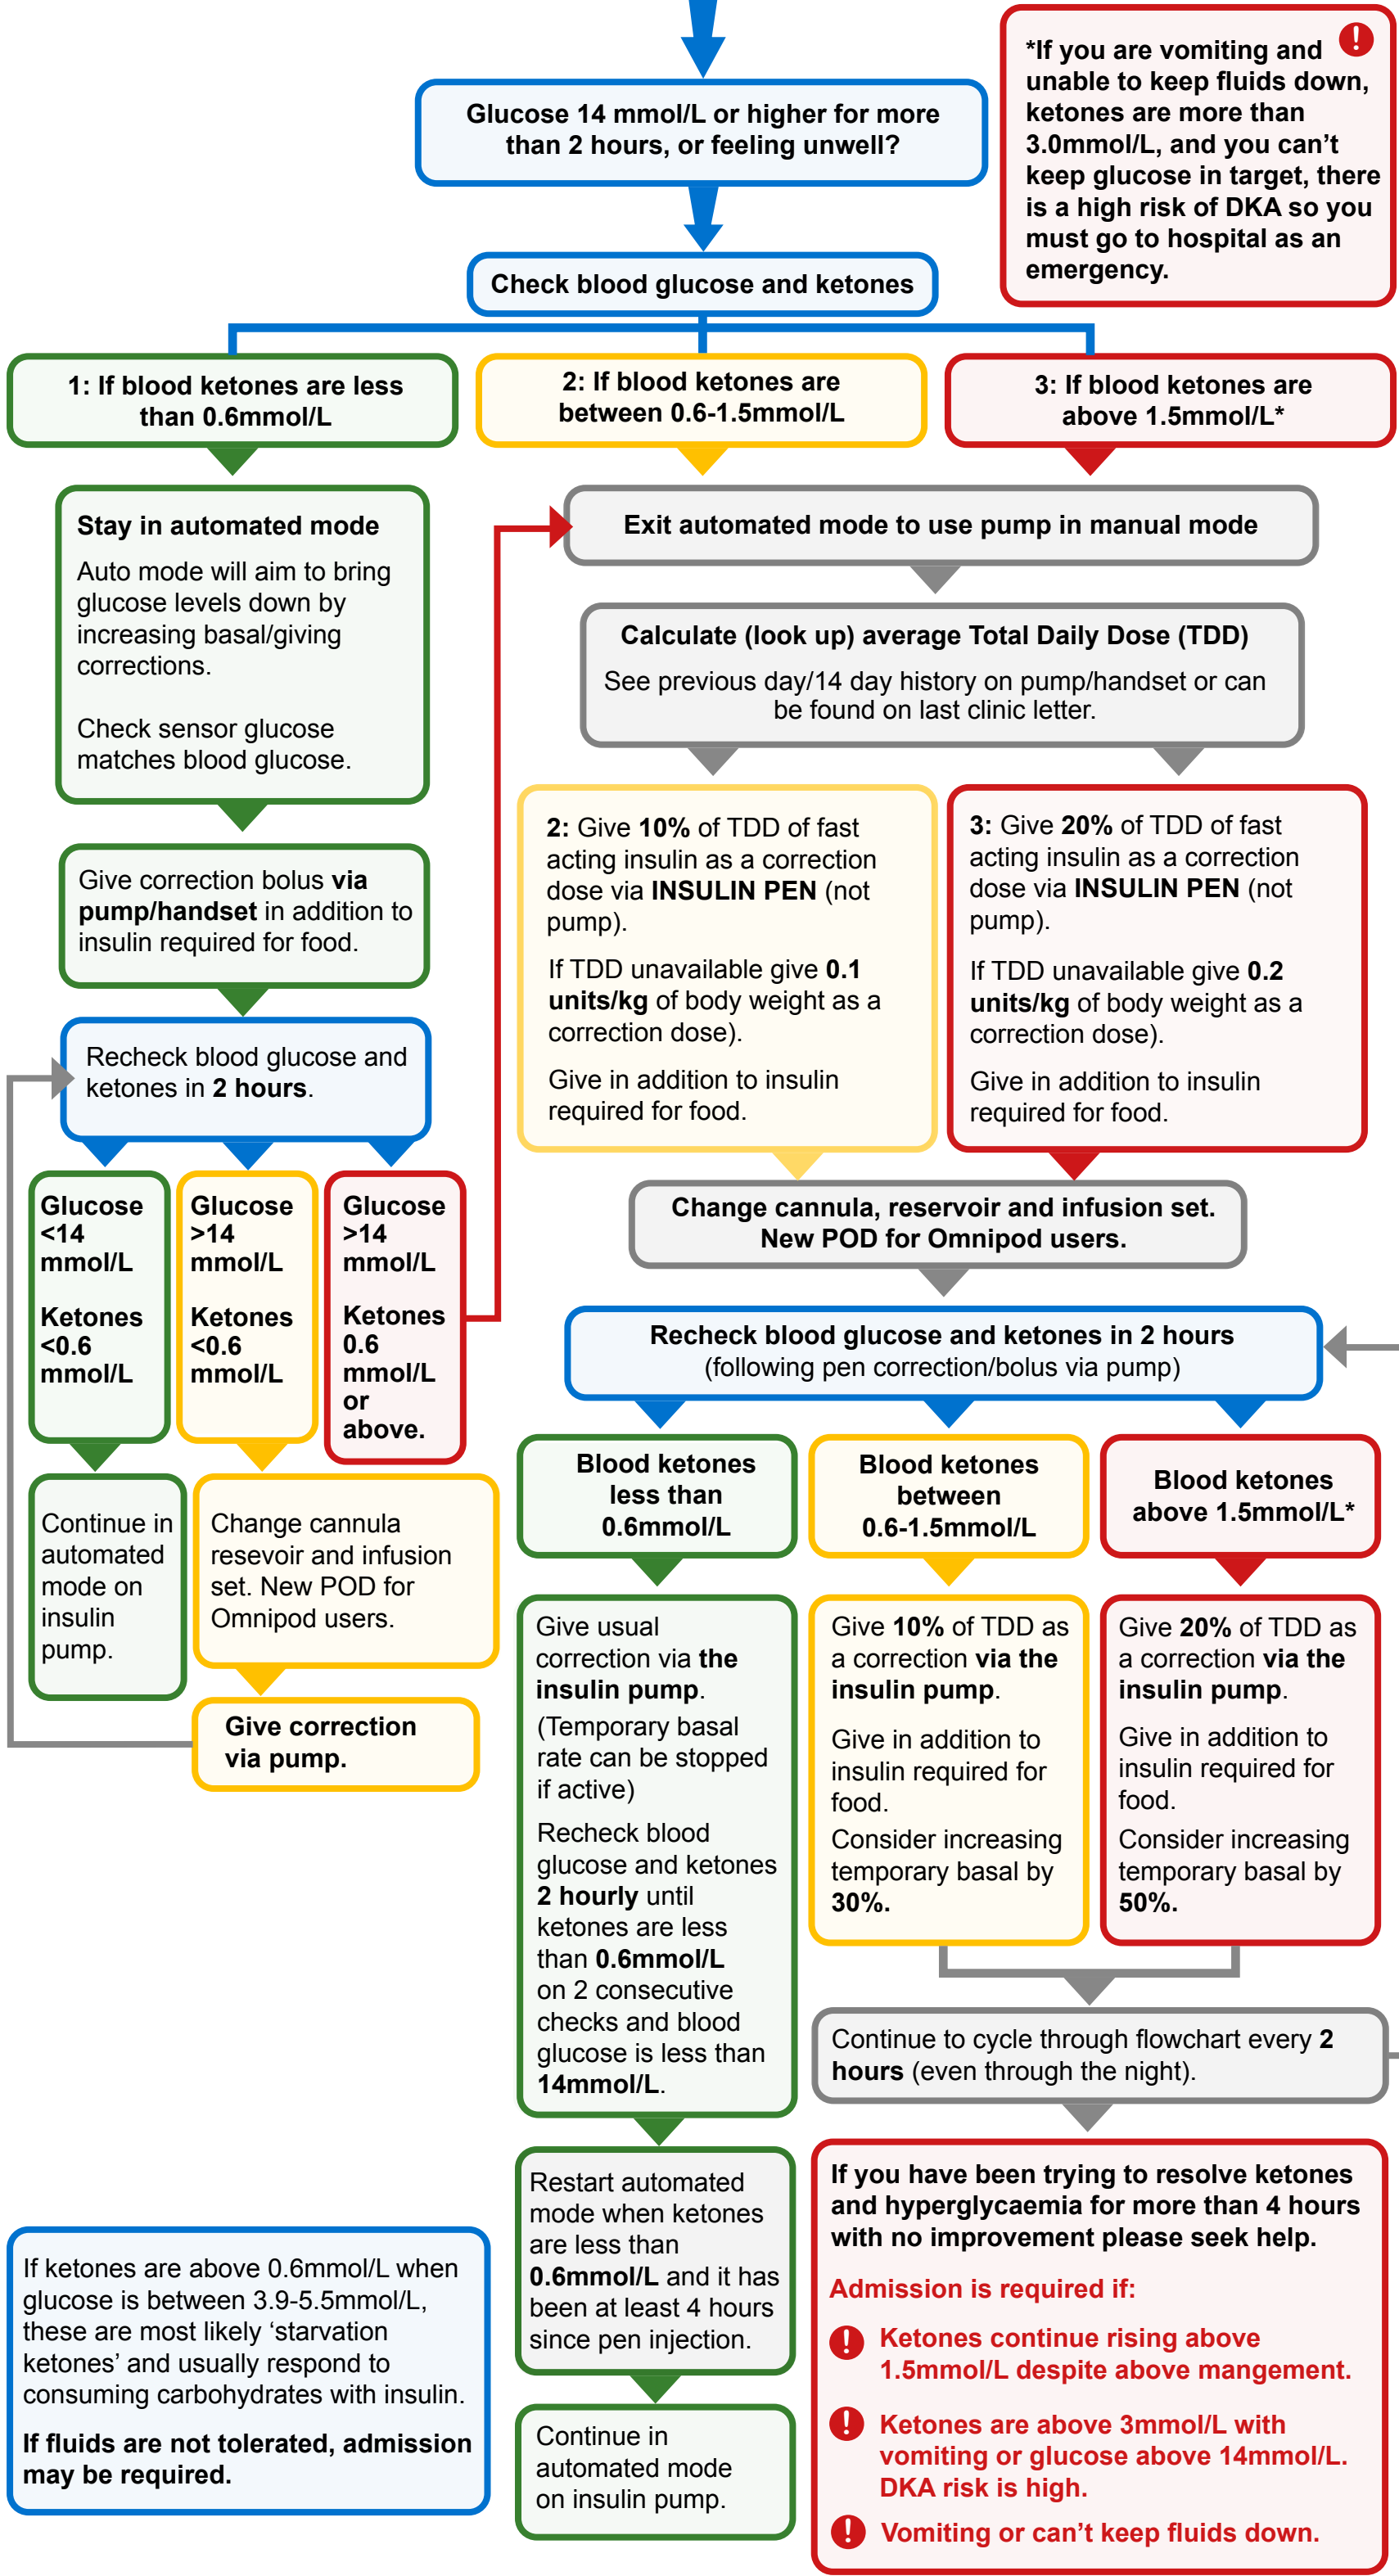 *If you are vomiting and
unable to keep fluids down,
ketones are more than
3.0mmol/L, and you can't
keep glucose in target, there
is a high risk of DKA so you
must go to hospital as an
emergency.
Glucose 14 mmol/L or higher for more
than 2 hours, or feeling unwell?
Check blood glucose and ketones
1: If blood ketones are less
than 0.6mmol/L
2: If blood ketones are
between 0.6-1.5mmol/L
3: If blood ketones are
above 1.5mmol/L*
Stay in automated mode
Auto mode will aim to bring
glucose levels down by
increasing basal/giving
corrections.
Check sensor glucose
matches blood glucose.
Give correction bolus via
pump/handset in addition to
insulin required for food.
Recheck blood glucose and
ketones in 2 hours.
Glucose
<14
mmol/L
Ketones
<0.6
mmol/L
Glucose
>14
mmol/L
Ketones
<0.6
mmol/L
Glucose
>14
mmol/L
Ketones
0.6
mmol/L
or
above.
Continue in
automated
mode on
insulin
pump.
Change cannula
resevoir and infusion
set. New POD for
Omnipod users.
Give correction
via pump.
Exit automated mode to use pump in manual mode
Calculate (look up) average Total Daily Dose (TDD)
See previous day/14 day history on pump/handset or can
be found on last clinic letter.
2: Give 10% of TDD of fast
acting insulin as a correction
dose via INSULIN PEN (not
pump).
If TDD unavailable give 0.1
units/kg of body weight as a
correction dose).
Give in addition to insulin
required for food.
3: Give 20% of TDD of fast
acting insulin as a correction
dose via INSULIN PEN (not
pump).
If TDD unavailable give 0.2
units/kg of body weight as a
correction dose).
Give in addition to insulin
required for food.
Change cannula, reservoir and infusion set.
New POD for Omnipod users.
Recheck blood glucose and ketones in 2 hours
(following pen correction/bolus via pump)
Blood ketones
less than
0.6mmol/L
Blood ketones
between
0.6-1.5mmol/L
Blood ketones
above 1.5mmol/L*
Give usual
correction via the
insulin pump.
(Temporary basal
rate can be stopped
if active)
Recheck blood
glucose and ketones
2 hourly until
ketones are less
than 0.6mmol/L
on 2 consecutive
checks and blood
glucose is less than
14mmol/L.
Give 10% of TDD as
a correction via the
insulin pump.
Give in addition to
insulin required for
food.
Consider increasing
temporary basal by
30%.
Give 20% of TDD as
a correction via the
insulin pump.
Give in addition to
insulin required for
food.
Consider increasing
temporary basal by
50%.
Continue to cycle through flowchart every 2
hours (even through the night).
Restart automated
mode when ketones
are less than
0.6mmol/L and it has
been at least 4 hours
since pen injection.
Continue in
automated mode
on insulin pump.
If you have been trying to resolve ketones
and hyperglycaemia for more than 4 hours
with no improvement please seek help.
Admission is required if:
Ketones continue rising above
1.5mmol/L despite above mangement.
Ketones are above 3mmol/L with
vomiting or glucose above 14mmol/L.
DKA risk is high.
Vomiting or can't keep fluids down.
If ketones are above 0.6mmol/L when
glucose is between 3.9-5.5mmol/L,
these are most likely 'starvation
ketones' and usually respond to
consuming carbohydrates with insulin.
If fluids are not tolerated, admission
may be required.